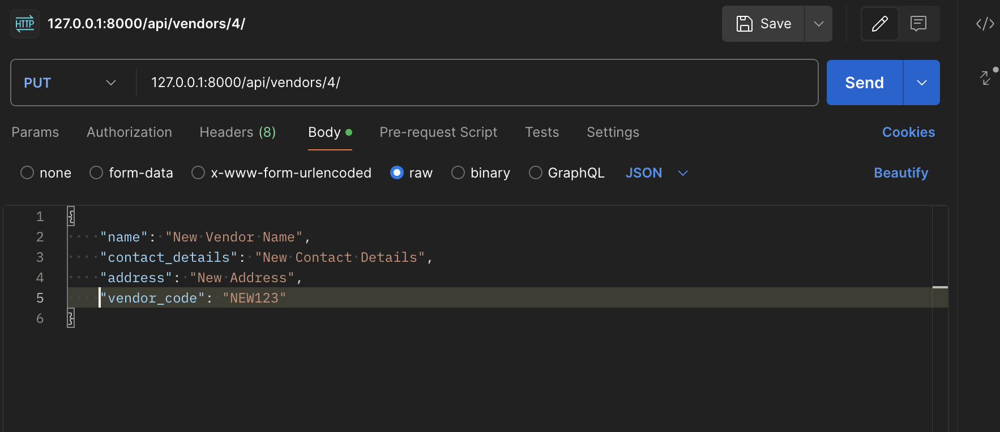 HTTP 127.0.0.1:8000/api/vendors/4/ Save
PUT 127.0.0.1:8000/api/vendors/4/ Send
Params Authorization Headers (8) Body Pre-request Script Tests Settings Cookies
none form-data x-www-form-urlencoded raw binary GraphQL JSON Beautify
1 {
2 "name": "New Vendor Name",
3 "contact_details": "New Contact Details",
4 "address": "New Address",
5 "vendor_code": "NEW123"
6 }